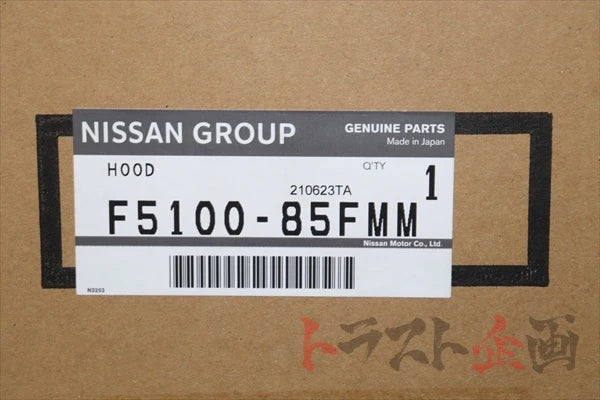 NISSAN GROUP
GENUINE PARTS
Made in Japan
HOOD
Q'TY
1
210623TA
F5100-85FMM
Nissan Motor Co., Ltd.
N2203
トラスト企画